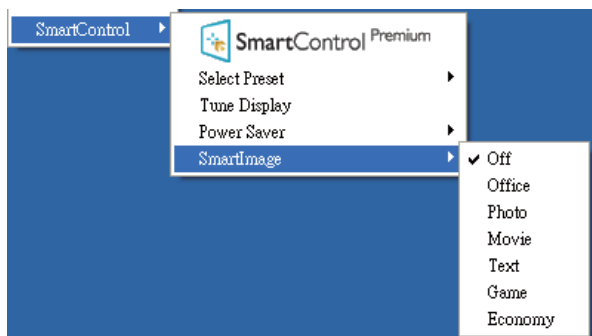 SmartControl
SmartControl Premium
Select Preset
Tune Display
Power Saver
SmartImage
Off
Office
Photo
Movie
Text
Game
Economy